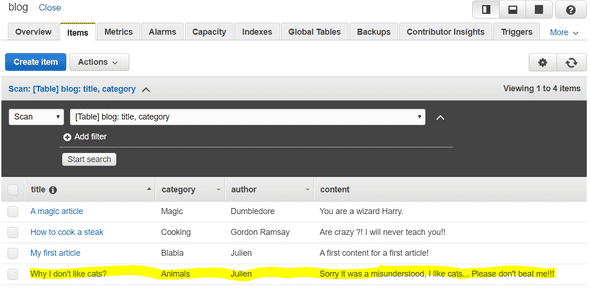 blog Close
Overview Items Metrics Alarms Capacity Indexes Global Tables Backups Contributor Insights Triggers More
Create item Actions
Scan: [Table] blog: title, category Viewing 1 to 4 items
Scan [Table] blog: title, category
Add filter
Start search
title category author content
A magic article Magic Dumbledore You are a wizard Harry.
How to cook a steak Cooking Gordon Ramsay Are crazy ?! I will never teach you!!
My first article Blabla Julien A first content for a first article!
Why I don't like cats? Animals Julien Sorry it was a misunderstood, I like cats... Please don't beat me!!!